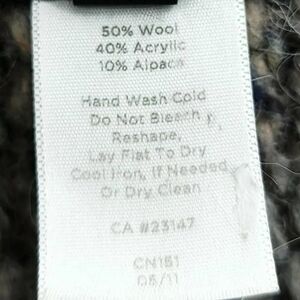 50% Wool
40% Acrylic
10% Alpaca
Hand Wash Cold
Do Not Bleach,
Reshape,
Lay Flat To Dry
Cool Iron, If Needed
Or Dry Clean
CA #23147
CN151
05/11